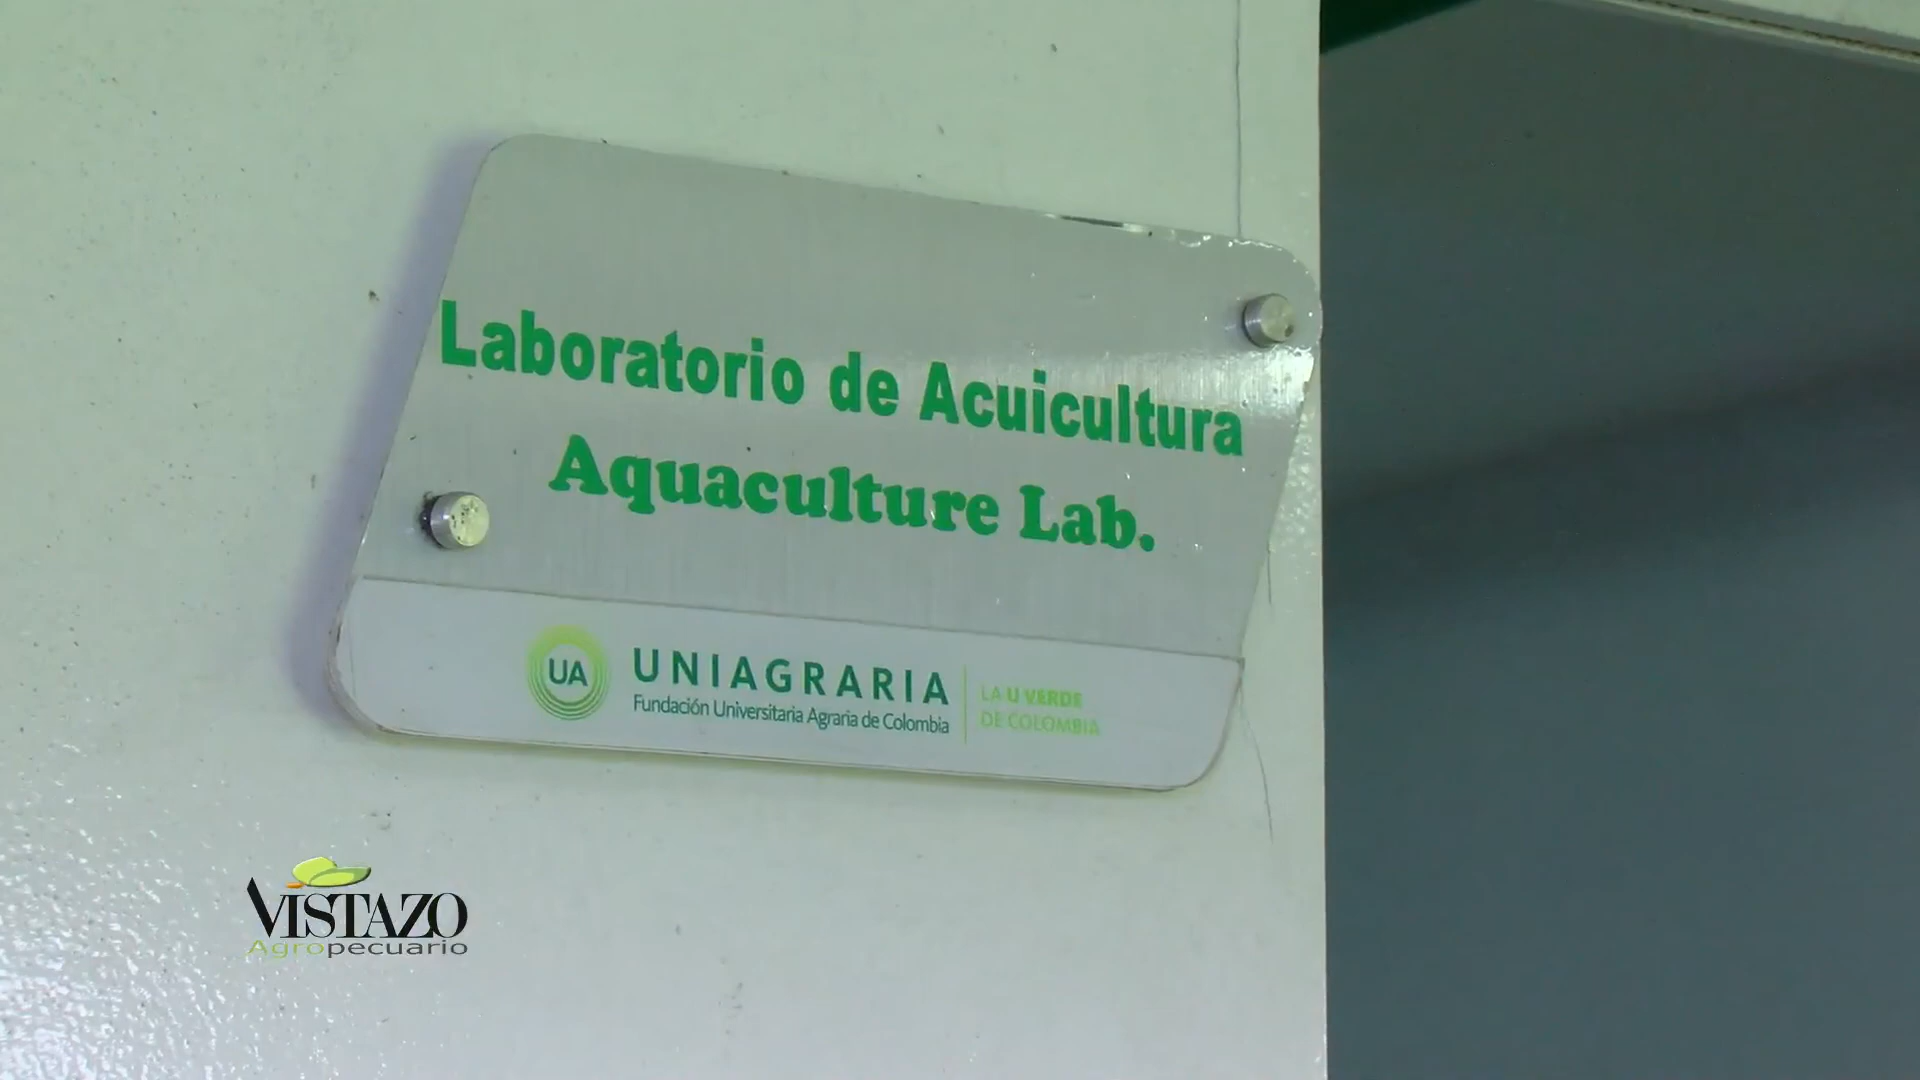 Laboratorio de Acuicultura
Aquaculture Lab.
UA
UNIAGRARIA
Fundación Universitaria Agraria de Colombia
LA U VERDE
DE COLOMBIA
VISTAZO
Agropecuario